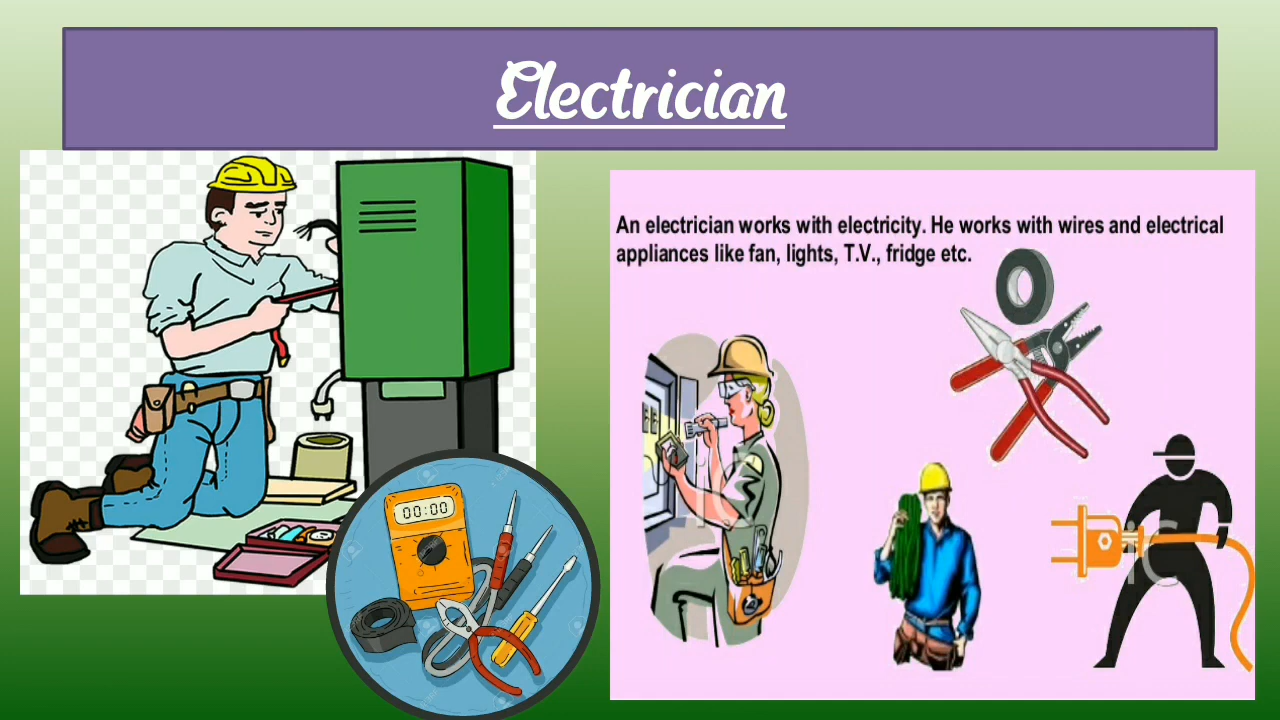 Electrician
An electrician works with electricity. He works with wires and electrical
appliances like fan, lights, T.V., fridge etc.
00:00